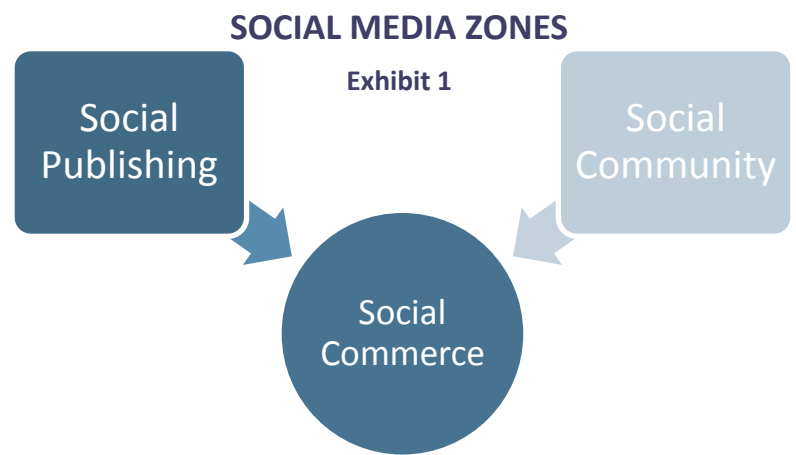 SOCIAL MEDIA ZONES
Exhibit 1
Social
Publishing
Social
Community
Social
Commerce